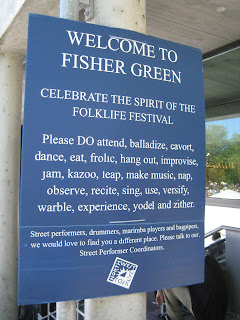 WELCOME TO
FISHER GREEN
CELEBRATE THE SPIRIT OF THE
FOLKLIFE FESTIVAL
Please DO attend, balladize, cavort,
dance, eat, frolic, hang out, improvise,
jam, kazoo, leap, make music, nap,
observe, recite, sing, use, versify,
warble, experience, yodel and zither.
Street performers, drummers, marimba players and bagpipers,
we would love to find you a different place. Please talk to our
Street Performer Coordinators.